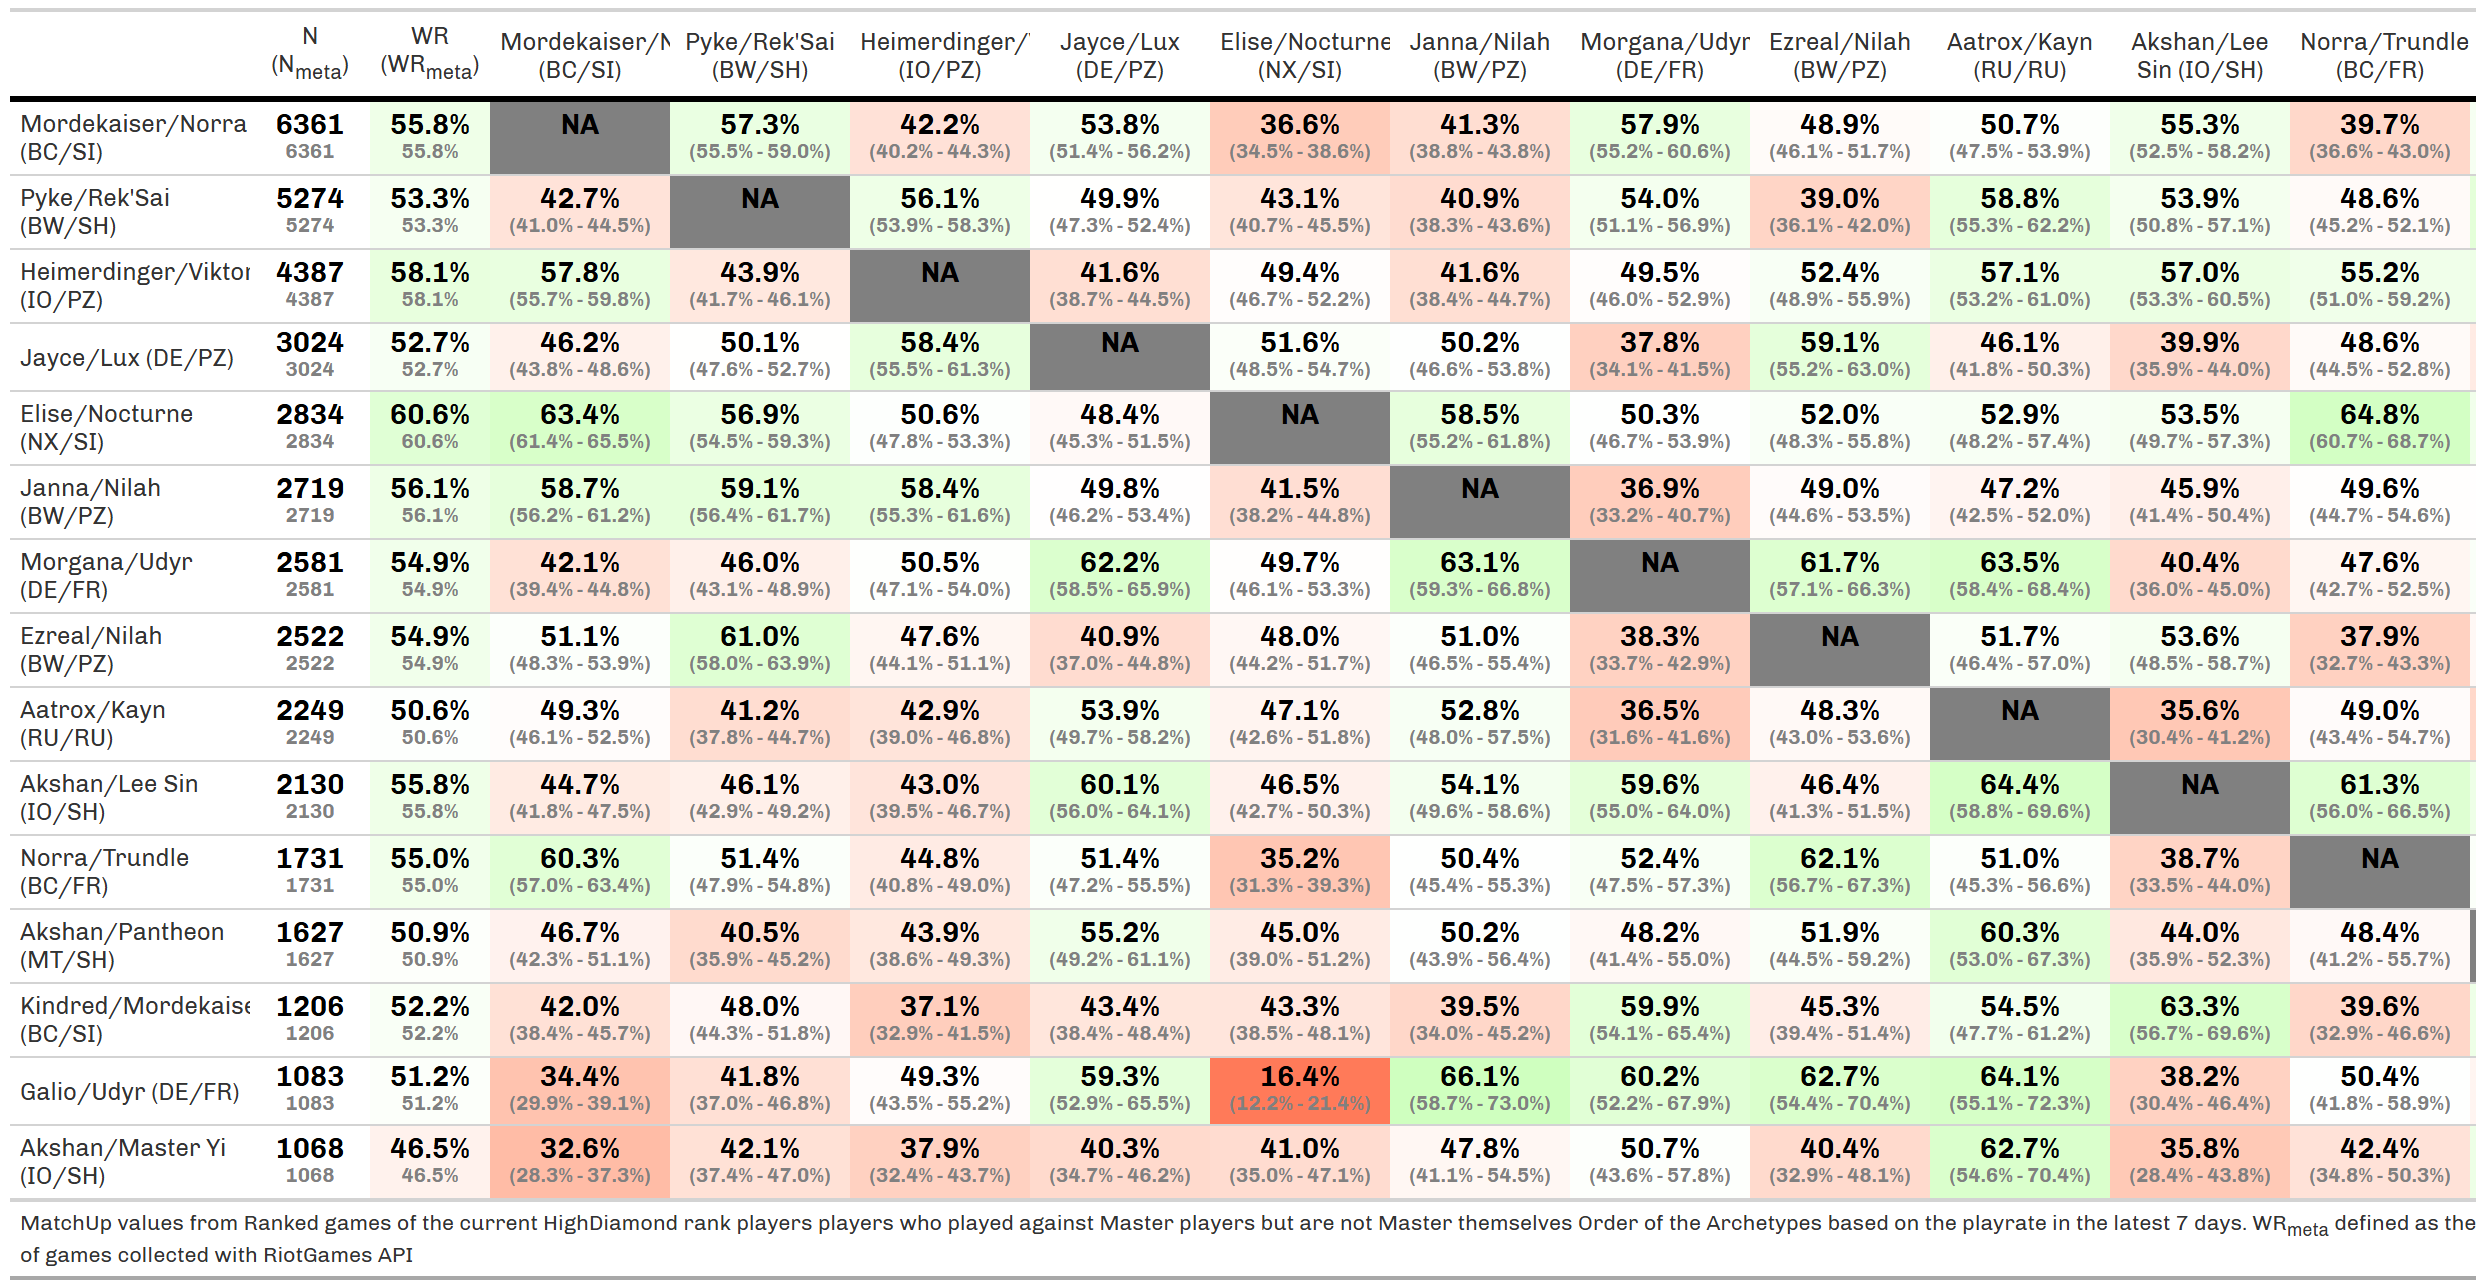 N WR Mordekaiser/N Pyke/Rek'Sai Heimerdinger/ Jayce/Lux Elise/Nocturne Janna/Nilah Morgana/Udyr Ezreal/Nilah Aatrox/Kayn Akshan/Lee Norra/Trundle
(Nmeta) (WRmeta) (BC/SI) (BW/SH) (IO/PZ) (DE/PZ) (NX/SI) (BW/PZ) (DE/FR) (BW/PZ) (RU/RU) Sin (IO/SH) (BC/FR)
Mordekaiser/Norra 6361 55.8% NA 57.3% 42.2% 53.8% 36.6% 41.3% 57.9% 48.9% 50.7% 55.3% 39.7%
(BC/SI) 6361 55.8% (55.5% - 59.0%) (40.2% - 44.3%) (51.4% - 56.2%) (34.5% - 38.6%) (38.8% - 43.8%) (55.2% - 60.6%) (46.1% - 51.7%) (47.5% - 53.9%) (52.5% - 58.2%) (36.6% - 43.0%)
Pyke/Rek'Sai 5274 53.3% 42.7% NA 56.1% 49.9% 43.1% 40.9% 54.0% 39.0% 58.8% 53.9% 48.6%
(BW/SH) 5274 53.3% (41.0% - 44.5%) (53.9% - 58.3%) (47.3% - 52.4%) (40.7% - 45.5%) (38.3% - 43.6%) (51.1% - 56.9%) (36.1% - 42.0%) (55.3% - 62.2%) (50.8% - 57.1%) (45.2% - 52.1%)
Heimerdinger/Viktor 4387 58.1% 57.8% 43.9% NA 41.6% 49.4% 41.6% 49.5% 52.4% 57.1% 57.0% 55.2%
(IO/PZ) 4387 58.1% (55.7% - 59.8%) (41.7% - 46.1%) (38.7% - 44.5%) (46.7% - 52.2%) (38.4% - 44.7%) (46.0% - 52.9%) (48.9% - 55.9%) (53.2% - 61.0%) (53.3% - 60.5%) (51.0% - 59.2%)
Jayce/Lux (DE/PZ) 3024 52.7% 46.2% 50.1% 58.4% NA 51.6% 50.2% 37.8% 59.1% 46.1% 39.9% 48.6%
3024 52.7% (43.8% - 48.6%) (47.6% - 52.7%) (55.5% - 61.3%) (48.5% - 54.7%) (46.6% - 53.8%) (34.1% - 41.5%) (55.2% - 63.0%) (41.8% - 50.3%) (35.9% - 44.0%) (44.5% - 52.8%)
Elise/Nocturne 2834 60.6% 63.4% 56.9% 50.6% 48.4% NA 58.5% 50.3% 52.0% 52.9% 53.5% 64.8%
(NX/SI) 2834 60.6% (61.4% - 65.5%) (54.5% - 59.3%) (47.8% - 53.3%) (45.3% - 51.5%) (55.2% - 61.8%) (46.7% - 53.9%) (48.3% - 55.8%) (48.2% - 57.4%) (49.7% - 57.3%) (60.7% - 68.7%)
Janna/Nilah 2719 56.1% 58.7% 59.1% 58.4% 49.8% 41.5% NA 36.9% 49.0% 47.2% 45.9% 49.6%
(BW/PZ) 2719 56.1% (56.2% - 61.2%) (56.4% - 61.7%) (55.3% - 61.6%) (46.2% - 53.4%) (38.2% - 44.8%) (33.2% - 40.7%) (44.6% - 53.5%) (42.5% - 52.0%) (41.4% - 50.4%) (44.7% - 54.6%)
Morgana/Udyr 2581 54.9% 42.1% 46.0% 50.5% 62.2% 49.7% 63.1% NA 61.7% 63.5% 40.4% 47.6%
(DE/FR) 2581 54.9% (39.4% - 44.8%) (43.1% - 48.9%) (47.1% - 54.0%) (58.5% - 65.9%) (46.1% - 53.3%) (59.3% - 66.8%) (57.1% - 66.3%) (58.4% - 68.4%) (36.0% - 45.0%) (42.7% - 52.5%)
Ezreal/Nilah 2522 54.9% 51.1% 61.0% 47.6% 40.9% 48.0% 51.0% 38.3% NA 51.7% 53.6% 37.9%
(BW/PZ) 2522 54.9% (48.3% - 53.9%) (58.0% - 63.9%) (44.1% - 51.1%) (37.0% - 44.8%) (44.2% - 51.7%) (46.5% - 55.4%) (33.7% - 42.9%) (46.4% - 57.0%) (48.5% - 58.7%) (32.7% - 43.3%)
Aatrox/Kayn 2249 50.6% 49.3% 41.2% 42.9% 53.9% 47.1% 52.8% 36.5% 48.3% NA 35.6% 49.0%
(RU/RU) 2249 50.6% (46.1% - 52.5%) (37.8% - 44.7%) (39.0% - 46.8%) (49.7% - 58.2%) (42.6% - 51.8%) (48.0% - 57.5%) (31.6% - 41.6%) (43.0% - 53.6%) (30.4% - 41.2%) (43.4% - 54.7%)
Akshan/Lee Sin 2130 55.8% 44.7% 46.1% 43.0% 60.1% 46.5% 54.1% 59.6% 46.4% 64.4% NA 61.3%
(IO/SH) 2130 55.8% (41.8% - 47.5%) (42.9% - 49.2%) (39.5% - 46.7%) (56.0% - 64.1%) (42.7% - 50.3%) (49.6% - 58.6%) (55.0% - 64.0%) (41.3% - 51.5%) (58.8% - 69.6%) (56.0% - 66.5%)
Norra/Trundle 1731 55.0% 60.3% 51.4% 44.8% 51.4% 35.2% 50.4% 52.4% 62.1% 51.0% 38.7% NA
(BC/FR) 1731 55.0% (57.0% - 63.4%) (47.9% - 54.8%) (40.8% - 49.0%) (47.2% - 55.5%) (31.3% - 39.3%) (45.4% - 55.3%) (47.5% - 57.3%) (56.7% - 67.3%) (45.3% - 56.6%) (33.5% - 44.0%)
Akshan/Pantheon 1627 50.9% 46.7% 40.5% 43.9% 55.2% 45.0% 50.2% 48.2% 51.9% 60.3% 44.0% 48.4%
(MT/SH) 1627 50.9% (42.3% - 51.1%) (35.9% - 45.2%) (38.6% - 49.3%) (49.2% - 61.1%) (39.0% - 51.2%) (43.9% - 56.4%) (41.4% - 55.0%) (44.5% - 59.2%) (53.0% - 67.3%) (35.9% - 52.3%) (41.2% - 55.7%)
Kindred/Mordekaise 1206 52.2% 42.0% 48.0% 37.1% 43.4% 43.3% 39.5% 59.9% 45.3% 54.5% 63.3% 39.6%
(BC/SI) 1206 52.2% (38.4% - 45.7%) (44.3% - 51.8%) (32.9% - 41.5%) (38.4% - 48.4%) (38.5% - 48.1%) (34.0% - 45.2%) (54.1% - 65.4%) (39.4% - 51.4%) (47.7% - 61.2%) (56.7% - 69.6%) (32.9% - 46.6%)
Galio/Udyr (DE/FR) 1083 51.2% 34.4% 41.8% 49.3% 59.3% 16.4% 66.1% 60.2% 62.7% 64.1% 38.2% 50.4%
1083 51.2% (29.9% - 39.1%) (37.0% - 46.8%) (43.5% - 55.2%) (52.9% - 65.5%) (12.2% - 21.4%) (58.7% - 73.0%) (52.2% - 67.9%) (54.4% - 70.4%) (55.1% - 72.3%) (30.4% - 46.4%) (41.8% - 58.9%)
Akshan/Master Yi 1068 46.5% 32.6% 42.1% 37.9% 40.3% 41.0% 47.8% 50.7% 40.4% 62.7% 35.8% 42.4%
(IO/SH) 1068 46.5% (28.3% - 37.3%) (37.4% - 47.0%) (32.4% - 43.7%) (34.7% - 46.2%) (35.0% - 47.1%) (41.1% - 54.5%) (43.6% - 57.8%) (32.9% - 48.1%) (54.6% - 70.4%) (28.4% - 43.8%) (34.8% - 50.3%)
MatchUp values from Ranked games of the current HighDiamond rank players players who played against Master players but are not Master themselves Order of the Archetypes based on the playrate in the latest 7 days. WRmeta defined as the
of games collected with RiotGames API